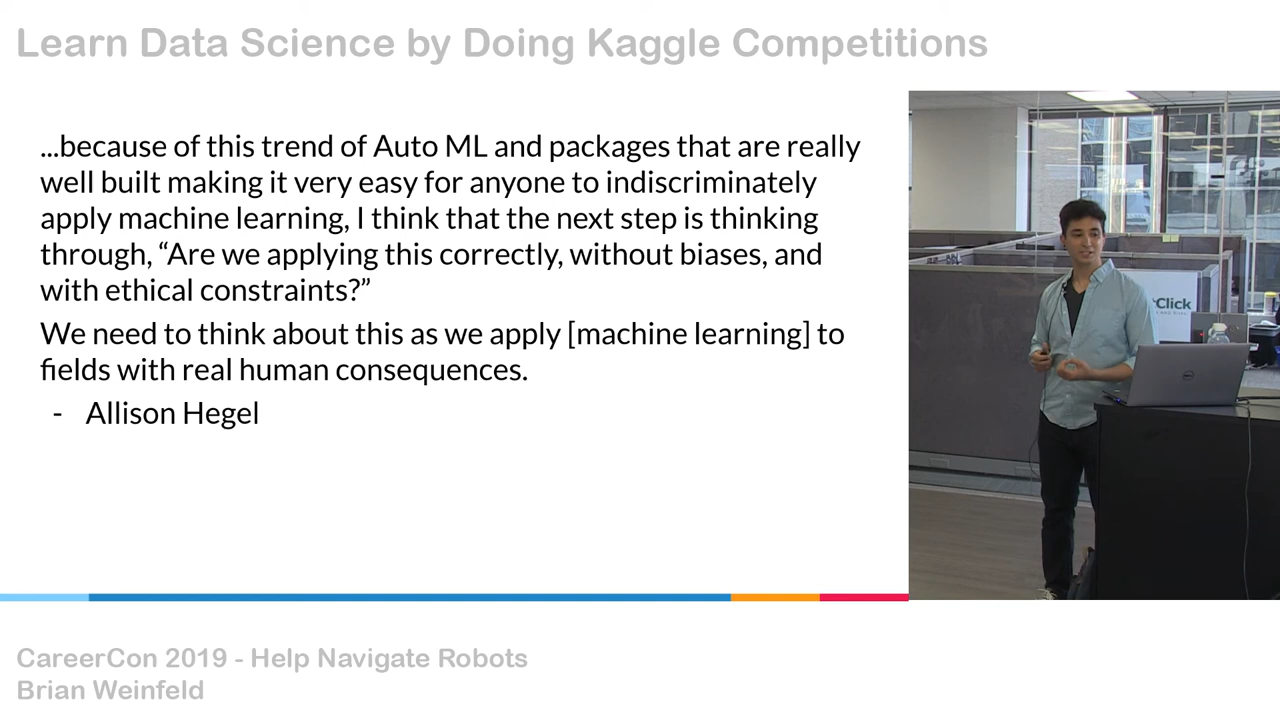 Learn Data Science by Doing Kaggle Competitions
...because of this trend of Auto ML and packages that are really
well built making it very easy for anyone to indiscriminately
apply machine learning, I think that the next step is thinking
through, “Are we applying this correctly, without biases, and
with ethical constraints?”
We need to think about this as we apply [machine learning] to
fields with real human consequences.
- Allison Hegel
Click
CareerCon 2019 - Help Navigate Robots
Brian Weinfeld